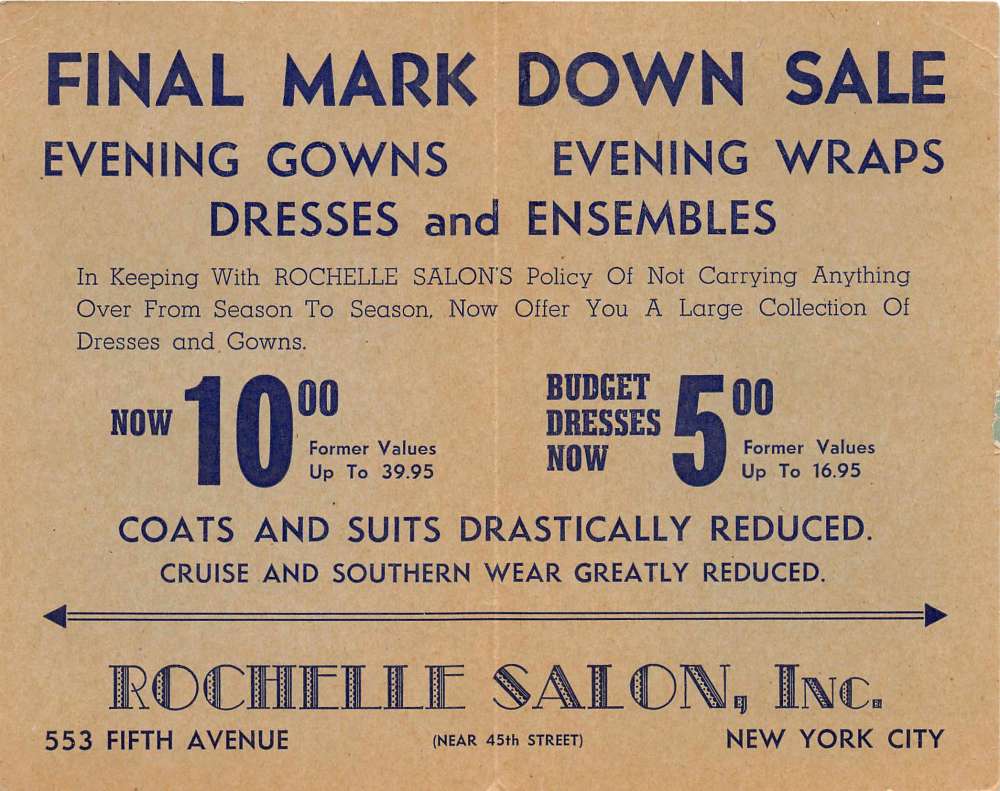 FINAL MARK DOWN SALE
EVENING GOWNS EVENING WRAPS
DRESSES and ENSEMBLES
In Keeping With ROCHELLE SALON'S Policy Of Not Carrying Anything
Over From Season To Season, Now Offer You A Large Collection Of
Dresses and Gowns.
NOW 10 00
Former Values
Up To 39.95
BUDGET
DRESSES
NOW
5 00
Former Values
Up To 16.95
COATS AND SUITS DRASTICALLY REDUCED.
CRUISE AND SOUTHERN WEAR GREATLY REDUCED.
ROCHELLE SALON, INC.
553 FIFTH AVENUE (NEAR 45th STREET) NEW YORK CITY